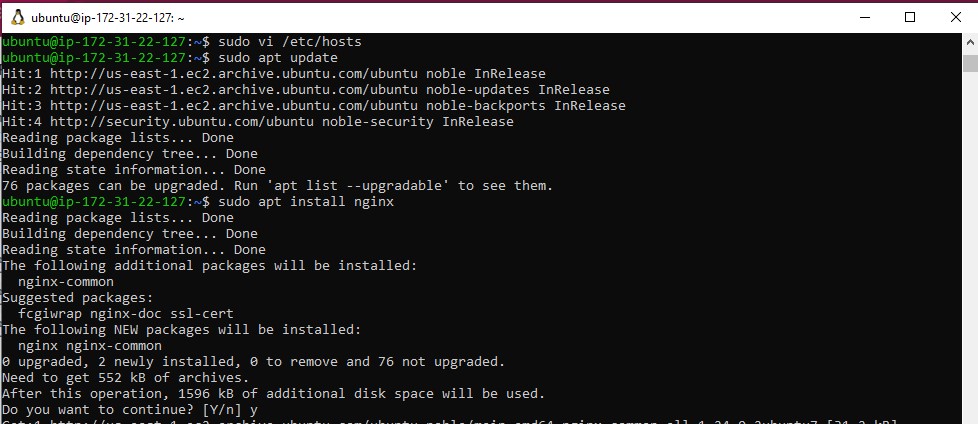 ubuntu@ip-172-31-22-127: ~
ubuntu@ip-172-31-22-127:~$ sudo vi /etc/hosts
ubuntu@ip-172-31-22-127:~$ sudo apt update
Hit:1 http://us-east-1.ec2.archive.ubuntu.com/ubuntu noble InRelease
Hit:2 http://us-east-1.ec2.archive.ubuntu.com/ubuntu noble-updates InRelease
Hit:3 http://us-east-1.ec2.archive.ubuntu.com/ubuntu noble-backports InRelease
Hit:4 http://security.ubuntu.com/ubuntu noble-security InRelease
Reading package lists... Done
Building dependency tree... Done
Reading state information... Done
76 packages can be upgraded. Run 'apt list --upgradable' to see them.
ubuntu@ip-172-31-22-127:~$ sudo apt install nginx
Reading package lists... Done
Building dependency tree... Done
Reading state information... Done
The following additional packages will be installed:
  nginx-common
Suggested packages:
  fcgiwrap nginx-doc ssl-cert
The following NEW packages will be installed:
  nginx nginx-common
0 upgraded, 2 newly installed, 0 to remove and 76 not upgraded.
Need to get 552 kB of archives.
After this operation, 1596 kB of additional disk space will be used.
Do you want to continue? [Y/n] y